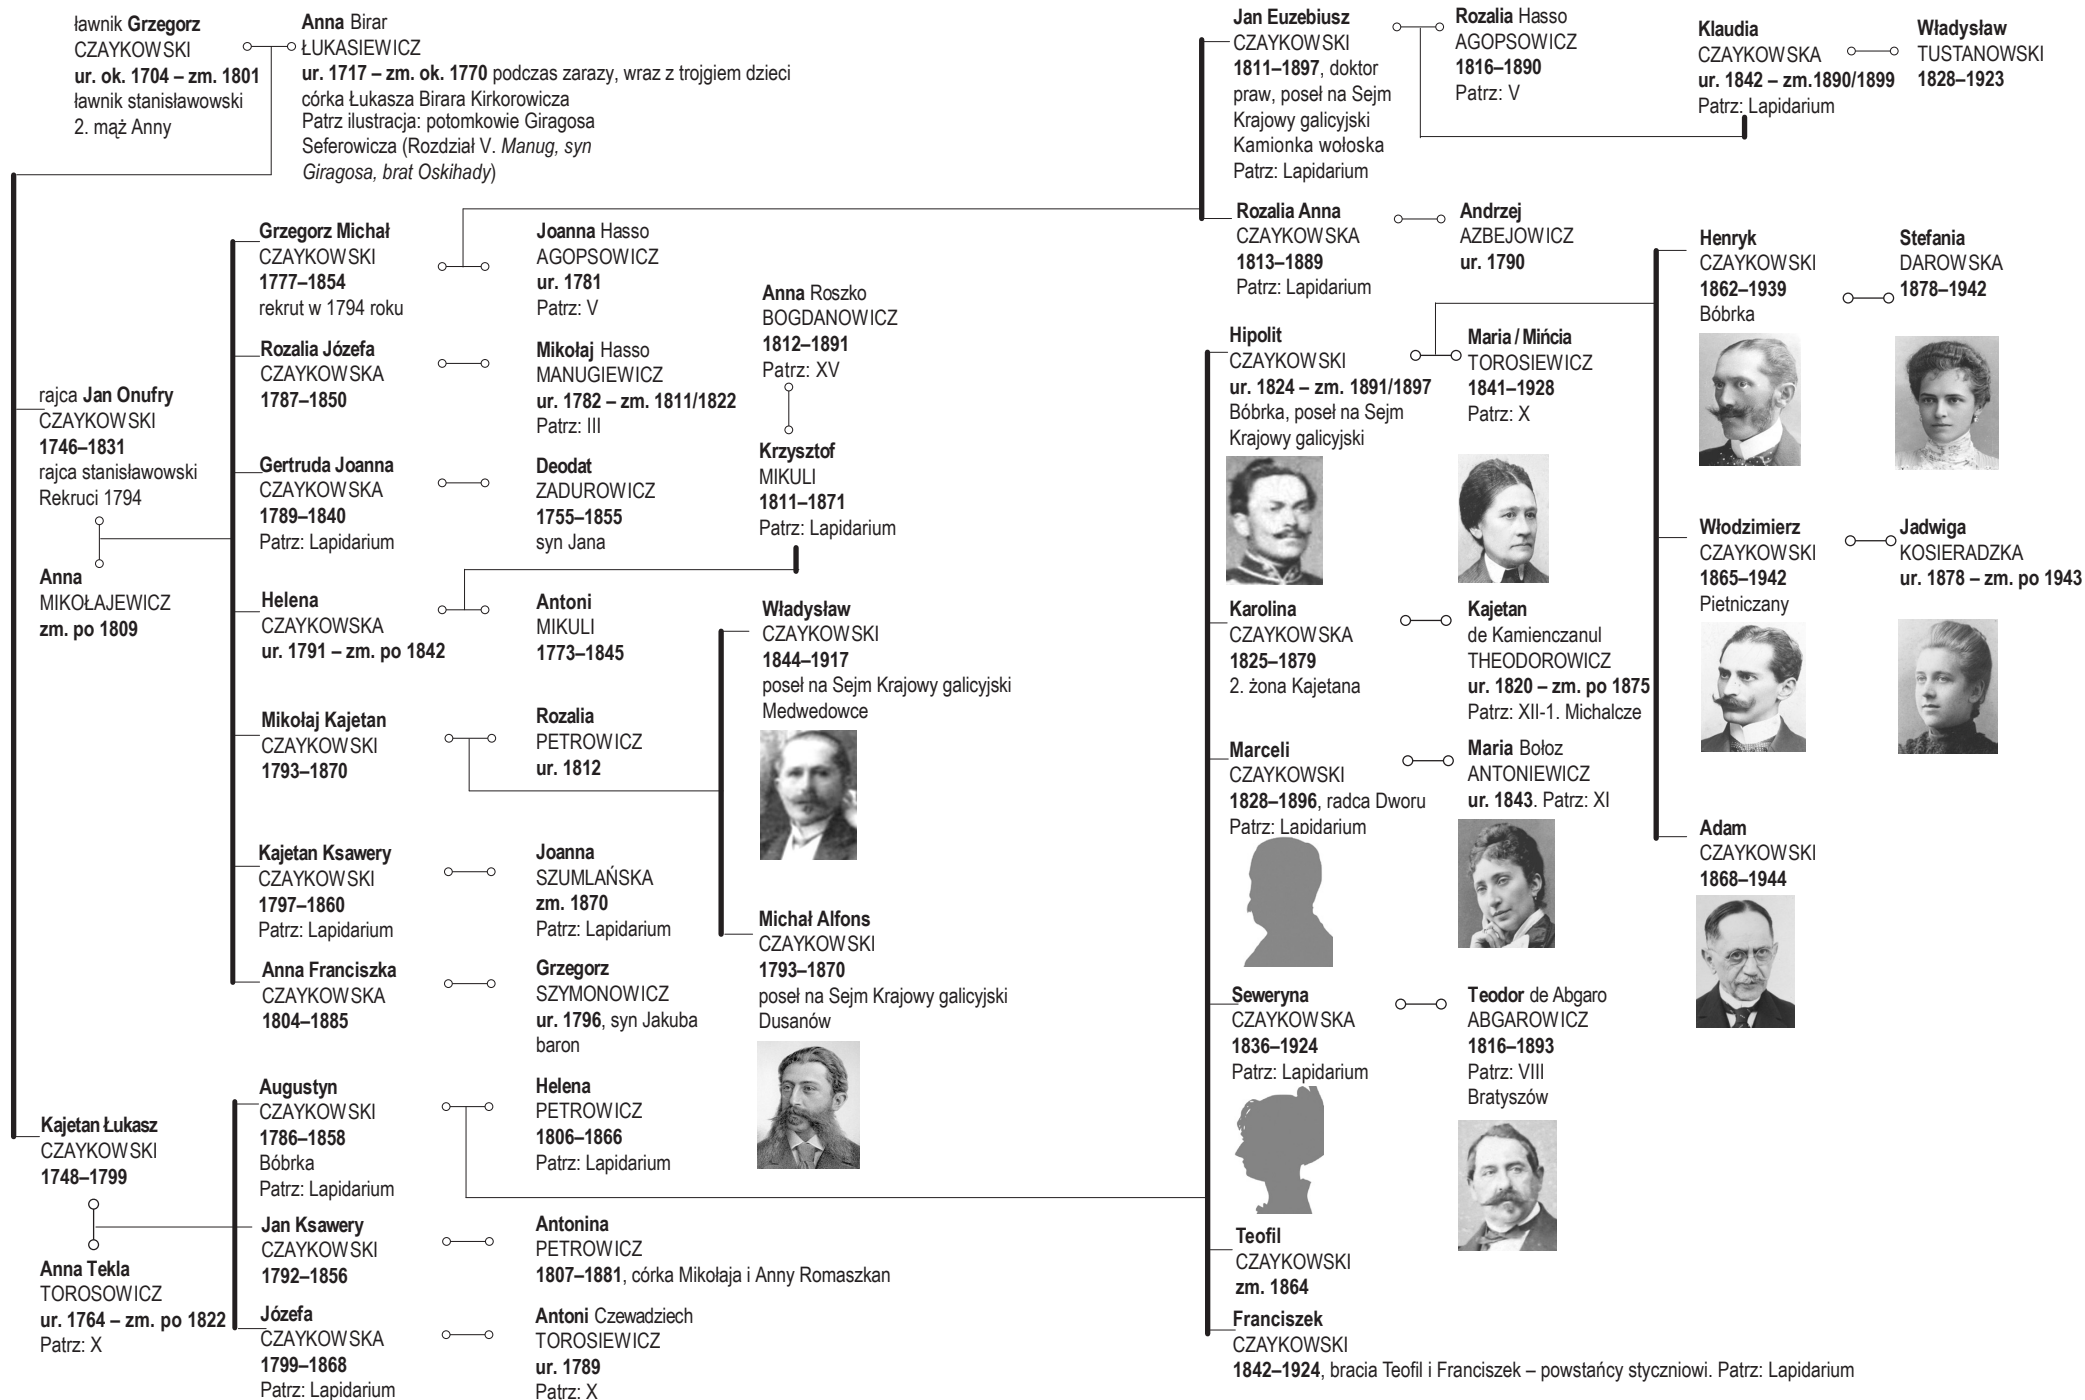 ławnik Grzegorz
CZAYKOWSKI
ur. ok. 1704 – zm. 1801
ławnik stanisławowski
2. mąż Anny
Anna Birar
ŁUKASIEWICZ
ur. 1717 – zm. ok. 1770 podczas zarazy, wraz z trojgiem dzieci
córka Łukasza Birara Kirkorowicza
Patrz ilustracja: potomkowie Giragosa
Seferowicza (Rozdział V. Manug, syn
Giragosa, brat Oskihady)
rajca Jan Onufry
CZAYKOWSKI
1746–1831
rajca stanisławowski
Rekruci 1794
Anna
MIKOŁAJEWICZ
zm. po 1809
Kajetan Łukasz
CZAYKOWSKI
1748–1799
Anna Tekla
TOROSOWICZ
ur. 1764 – zm. po 1822
Patrz: X
Grzegorz Michał
CZAYKOWSKI
1777–1854
rekrut w 1794 roku
Joanna Hasso
AGOPSOWICZ
ur. 1781
Patrz: V
Rozalia Józefa
CZAYKOWSKA
1787–1850
Mikołaj Hasso
MANUGIEWICZ
ur. 1782 – zm. 1811/1822
Patrz: III
Gertruda Joanna
CZAYKOWSKA
1789–1840
Patrz: Lapidarium
Deodat
ZADUROWICZ
1755–1855
syn Jana
Helena
CZAYKOWSKA
ur. 1791 – zm. po 1842
Antoni
MIKULI
1773–1845
Mikołaj Kajetan
CZAYKOWSKI
1793–1870
Rozalia
PETROWICZ
ur. 1812
Kajetan Ksawery
CZAYKOWSKI
1797–1860
Patrz: Lapidarium
Joanna
SZUMLAŃSKA
zm. 1870
Patrz: Lapidarium
Anna Franciszka
CZAYKOWSKA
1804–1885
Grzegorz
SZYMONOWICZ
ur. 1796, syn Jakuba
baron
Augustyn
CZAYKOWSKI
1786–1858
Bóbrka
Patrz: Lapidarium
Helena
PETROWICZ
1806–1866
Patrz: Lapidarium
Jan Ksawery
CZAYKOWSKI
1792–1856
Antonina
PETROWICZ
1807–1881, córka Mikołaja i Anny Romaszkan
Józefa
CZAYKOWSKA
1799–1868
Patrz: Lapidarium
Antoni Czewadziech
TOROSIEWICZ
ur. 1789
Patrz: X
Anna Roszko
BOGDANOWICZ
1812–1891
Patrz: XV
Krzysztof
MIKULI
1811–1871
Patrz: Lapidarium
Władysław
CZAYKOWSKI
1844–1917
poseł na Sejm Krajowy galicyjski
Medwedowce
Michał Alfons
CZAYKOWSKI
1793–1870
poseł na Sejm Krajowy galicyjski
Dusanów
Jan Euzebiusz
CZAYKOWSKI
1811–1897, doktor
praw, poseł na Sejm
Krajowy galicyjski
Kamionka wołoska
Patrz: Lapidarium
Rozalia Hasso
AGOPSOWICZ
1816–1890
Patrz: V
Klaudia
CZAYKOWSKA
ur. 1842 – zm.1890/1899
Patrz: Lapidarium
Władysław
TUSTANOWSKI
1828–1923
Rozalia Anna
CZAYKOWSKA
1813–1889
Patrz: Lapidarium
Andrzej
AZBEJOWICZ
ur. 1790
Hipolit
CZAYKOWSKI
ur. 1824 – zm. 1891/1897
Bóbrka, poseł na Sejm
Krajowy galicyjski
Maria / Mińcia
TOROSIEWICZ
1841–1928
Patrz: X
Karolina
CZAYKOWSKA
1825–1879
2. żona Kajetana
Kajetan
de Kamienczanul
THEODOROWICZ
ur. 1820 – zm. po 1875
Patrz: XII-1. Michalcze
Marceli
CZAYKOWSKI
1828–1896, radca Dworu
Patrz: Lapidarium
Maria Bołoz
ANTONIEWICZ
ur. 1843. Patrz: XI
Seweryna
CZAYKOWSKA
1836–1924
Patrz: Lapidarium
Teodor de Abgaro
ABGAROWICZ
1816–1893
Patrz: VIII
Bratyszów
Teofil
CZAYKOWSKI
zm. 1864
Franciszek
CZAYKOWSKI
1842–1924, bracia Teofil i Franciszek – powstańcy styczniowi. Patrz: Lapidarium
Henryk
CZAYKOWSKI
1862–1939
Bóbrka
Stefania
DAROWSKA
1878–1942
Włodzimierz
CZAYKOWSKI
1865–1942
Pietniczany
Jadwiga
KOSIERADZKA
ur. 1878 – zm. po 1943
Adam
CZAYKOWSKI
1868–1944